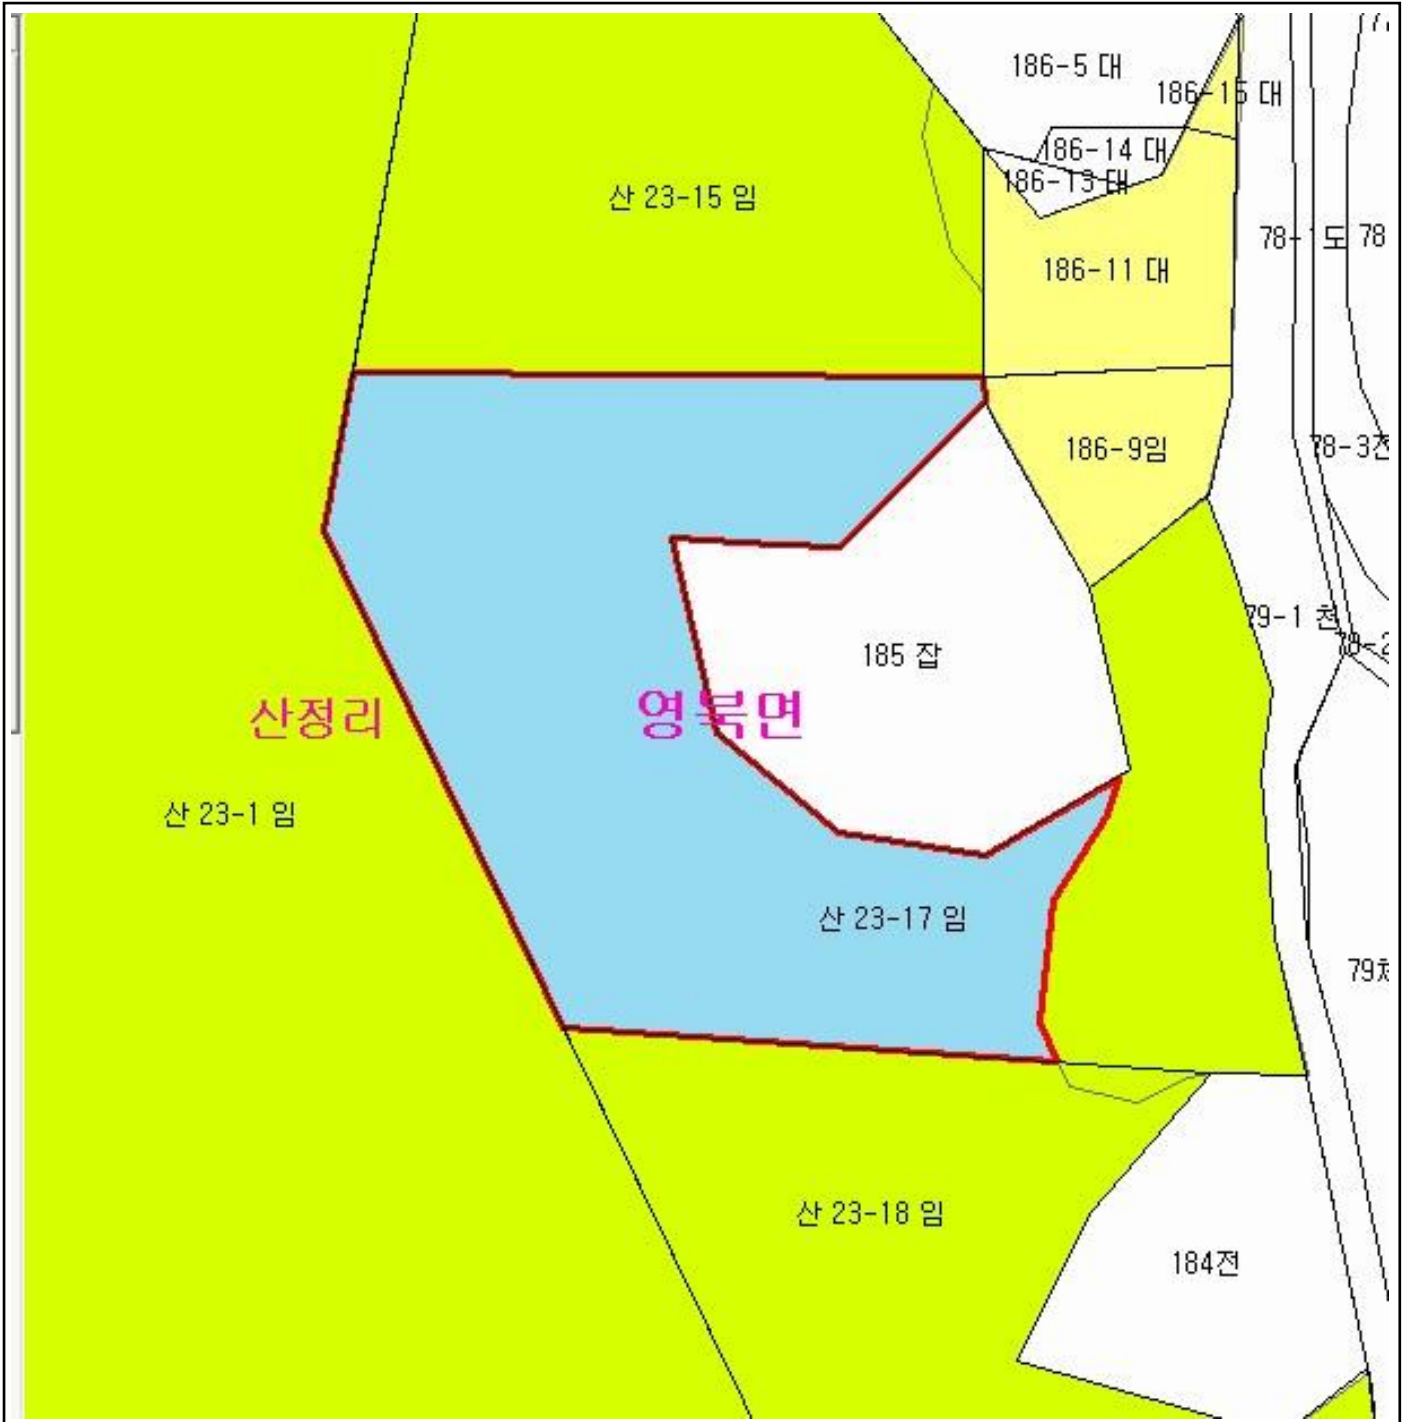 186-5 대
186-15 대
186-14 대
186-13 대
산 23-15 임
78-1 도
78
186-11 대
186-9임
78-3전
79-1 천
185 잡
산정리
영북면
산 23-1 임
산 23-17 임
산 23-18 임
184전